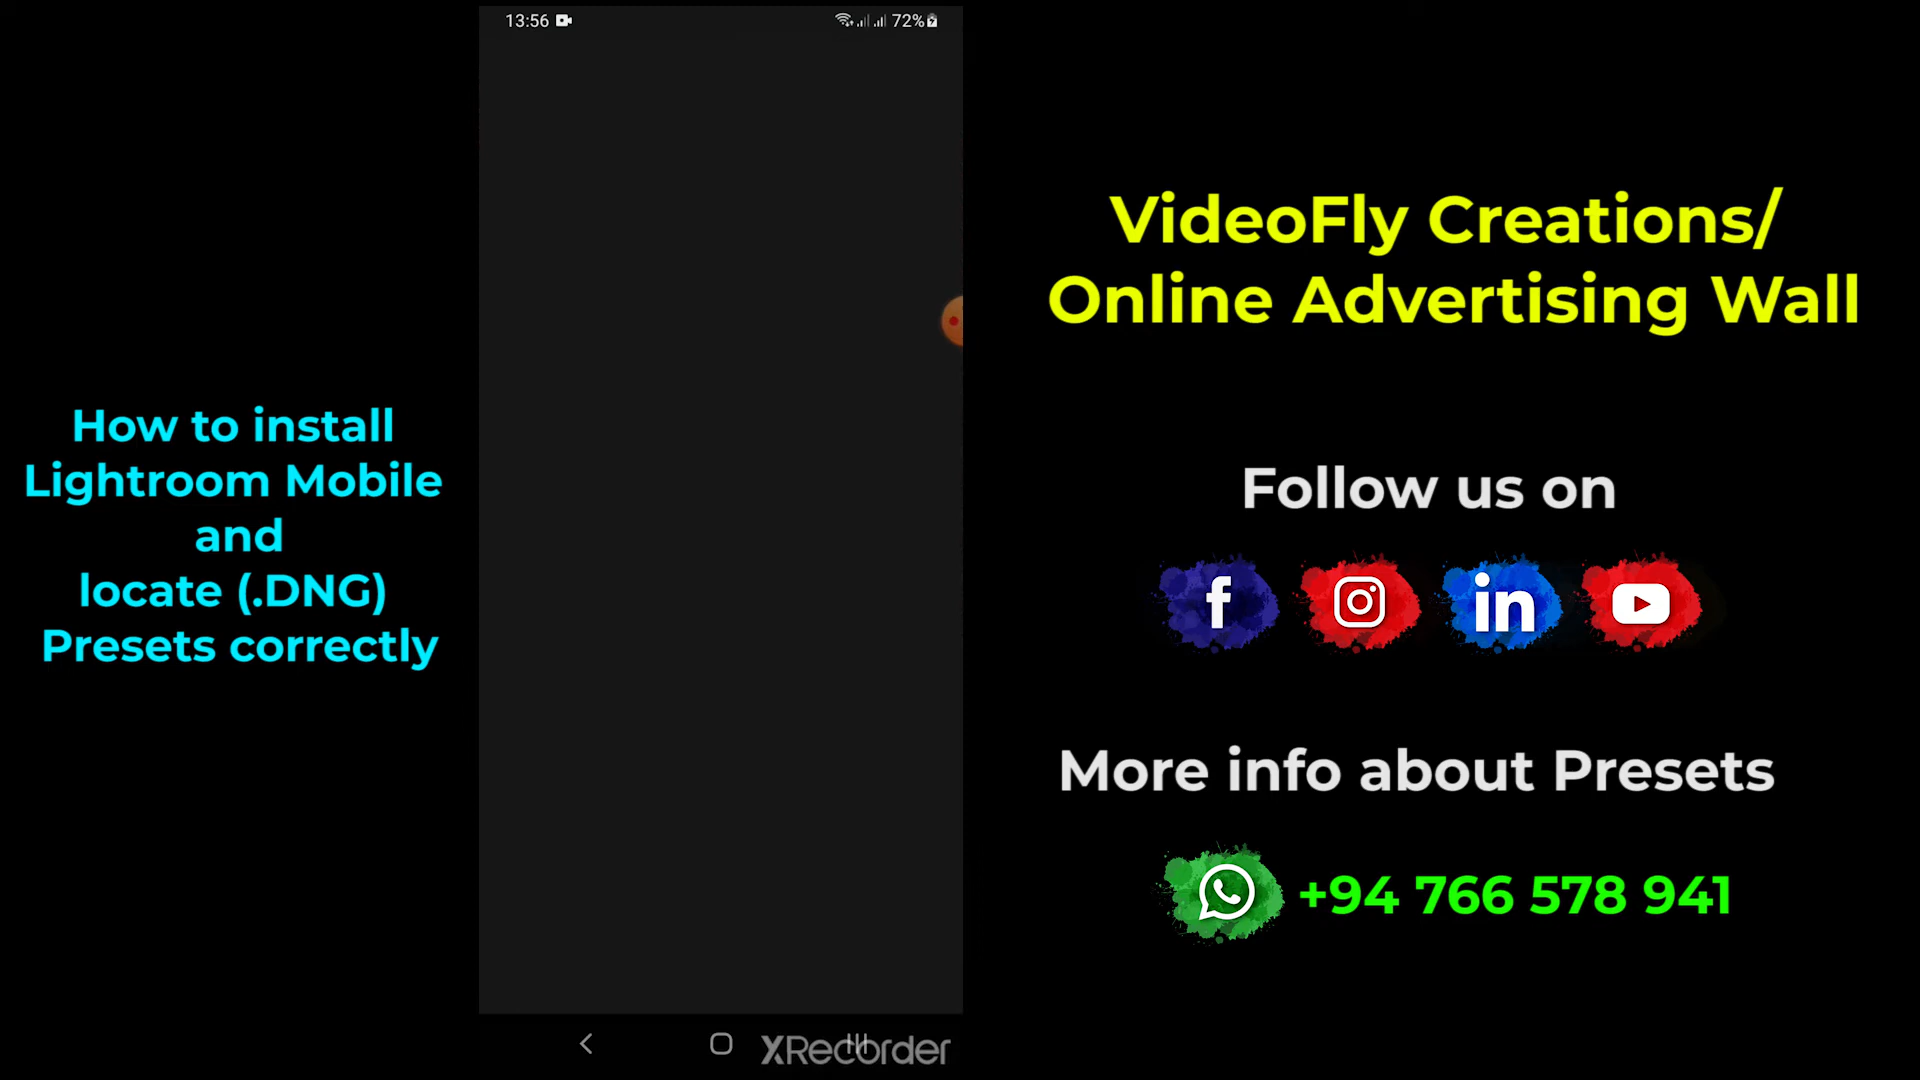 13:56
72%
How to install
Lightroom Mobile
and
locate (.DNG)
Presets correctly
VideoFly Creations/
Online Advertising Wall
Follow us on
f
in
More info about Presets
+94 766 578 941
XRecorder